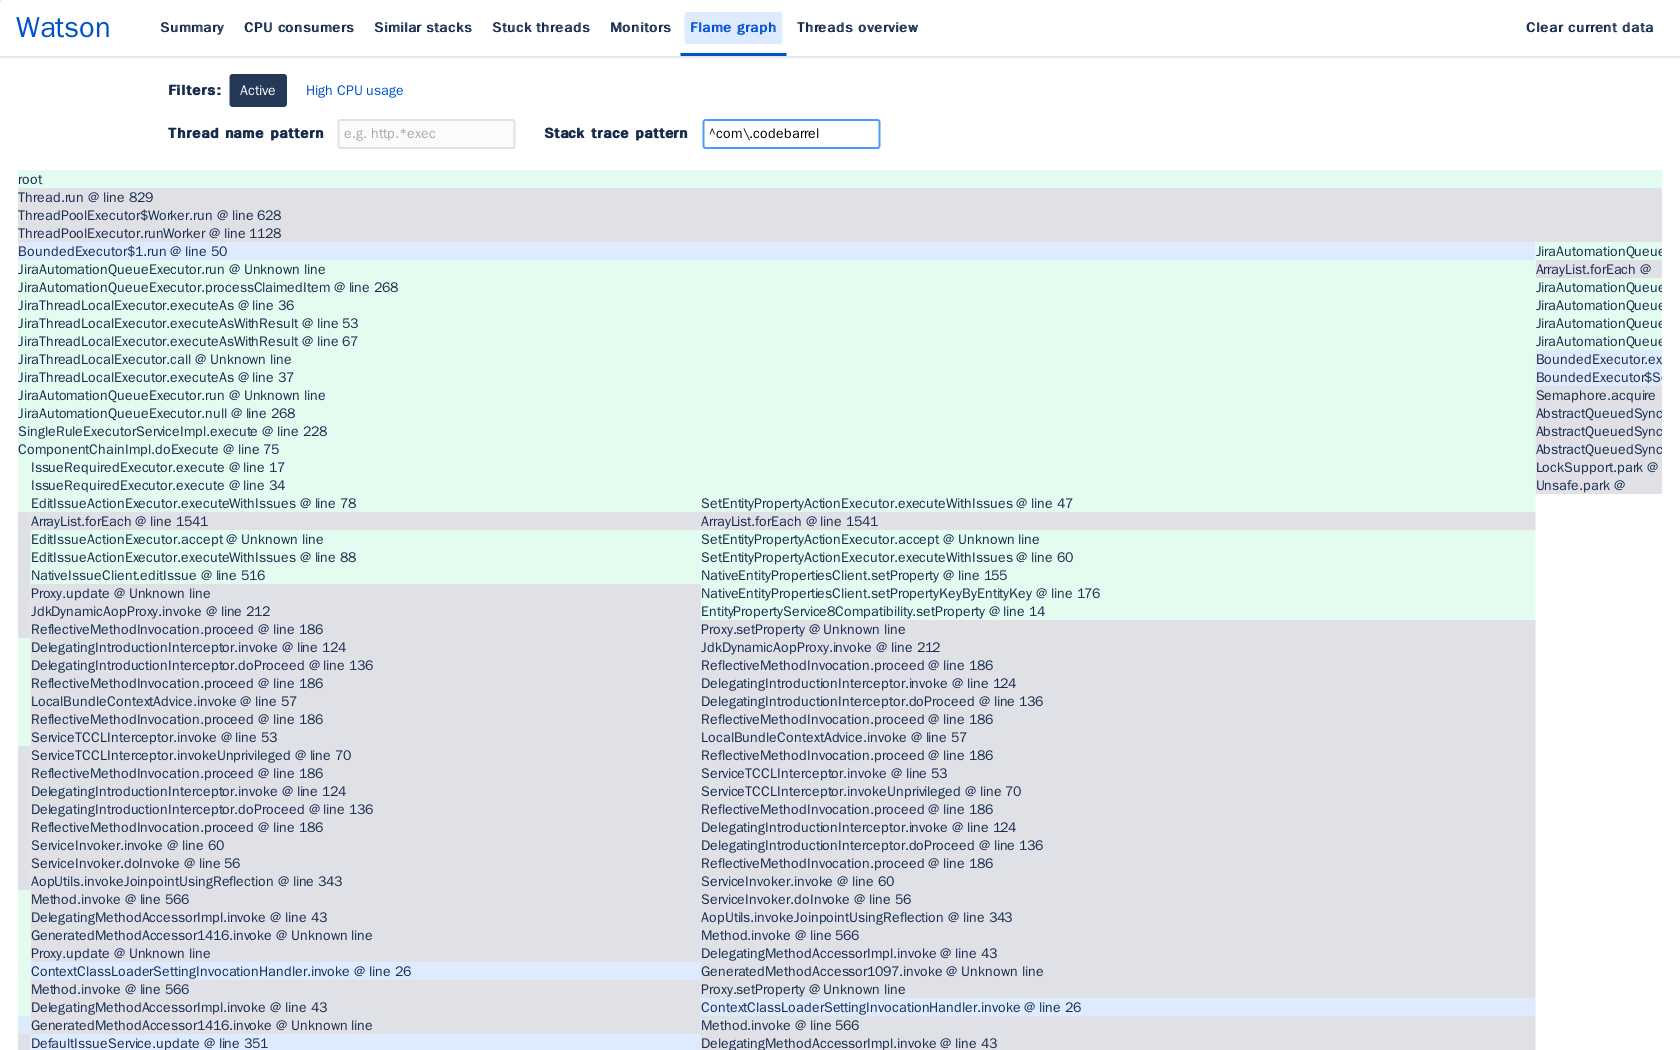 Watson Summary CPU consumers Similar stacks Stuck threads Monitors Flame graph Threads overview Clear current data
Filters: Active High CPU usage
Thread name pattern e.g. http.*exec Stack trace pattern ^com\.codebarrel
root
Thread.run @ line 829
ThreadPoolExecutor$Worker.run @ line 628
ThreadPoolExecutor.runWorker @ line 1128
BoundedExecutor$1.run @ line 50 JiraAutomationQueue
JiraAutomationQueueExecutor.run @ Unknown line ArrayList.forEach @
JiraAutomationQueueExecutor.processClaimedItem @ line 268 JiraAutomationQueue
JiraThreadLocalExecutor.executeAs @ line 36 JiraAutomationQueue
JiraThreadLocalExecutor.executeAsWithResult @ line 53 JiraAutomationQueue
JiraThreadLocalExecutor.executeAsWithResult @ line 67 JiraAutomationQueue
JiraThreadLocalExecutor.call @ Unknown line BoundedExecutor.ex
JiraThreadLocalExecutor.executeAs @ line 37 BoundedExecutor$S
JiraAutomationQueueExecutor.run @ Unknown line Semaphore.acquire
JiraAutomationQueueExecutor.null @ line 268 AbstractQueuedSync
SingleRuleExecutorServiceImpl.execute @ line 228 AbstractQueuedSync
ComponentChainImpl.doExecute @ line 75 AbstractQueuedSync
IssueRequiredExecutor.execute @ line 17 LockSupport.park @
IssueRequiredExecutor.execute @ line 34 Unsafe.park @
EditIssueActionExecutor.executeWithIssues @ line 78 SetEntityPropertyActionExecutor.executeWithIssues @ line 47
ArrayList.forEach @ line 1541 ArrayList.forEach @ line 1541
EditIssueActionExecutor.accept @ Unknown line SetEntityPropertyActionExecutor.accept @ Unknown line
EditIssueActionExecutor.executeWithIssues @ line 88 SetEntityPropertyActionExecutor.executeWithIssues @ line 60
NativeIssueClient.editIssue @ line 516 NativeEntityPropertiesClient.setProperty @ line 155
Proxy.update @ Unknown line NativeEntityPropertiesClient.setPropertyKeyByEntityKey @ line 176
JdkDynamicAopProxy.invoke @ line 212 EntityPropertyService8Compatibility.setProperty @ line 14
ReflectiveMethodInvocation.proceed @ line 186 Proxy.setProperty @ Unknown line
DelegatingIntroductionInterceptor.invoke @ line 124 JdkDynamicAopProxy.invoke @ line 212
DelegatingIntroductionInterceptor.doProceed @ line 136 ReflectiveMethodInvocation.proceed @ line 186
ReflectiveMethodInvocation.proceed @ line 186 DelegatingIntroductionInterceptor.invoke @ line 124
LocalBundleContextAdvice.invoke @ line 57 DelegatingIntroductionInterceptor.doProceed @ line 136
ReflectiveMethodInvocation.proceed @ line 186 ReflectiveMethodInvocation.proceed @ line 186
ServiceTCCLInterceptor.invoke @ line 53 LocalBundleContextAdvice.invoke @ line 57
ServiceTCCLInterceptor.invokeUnprivileged @ line 70 ReflectiveMethodInvocation.proceed @ line 186
ReflectiveMethodInvocation.proceed @ line 186 ServiceTCCLInterceptor.invoke @ line 53
DelegatingIntroductionInterceptor.invoke @ line 124 ServiceTCCLInterceptor.invokeUnprivileged @ line 70
DelegatingIntroductionInterceptor.doProceed @ line 136 ReflectiveMethodInvocation.proceed @ line 186
ReflectiveMethodInvocation.proceed @ line 186 DelegatingIntroductionInterceptor.invoke @ line 124
ServiceInvoker.invoke @ line 60 DelegatingIntroductionInterceptor.doProceed @ line 136
ServiceInvoker.doInvoke @ line 56 ReflectiveMethodInvocation.proceed @ line 186
AopUtils.invokeJoinpointUsingReflection @ line 343 ServiceInvoker.invoke @ line 60
Method.invoke @ line 566 ServiceInvoker.doInvoke @ line 56
DelegatingMethodAccessorImpl.invoke @ line 43 AopUtils.invokeJoinpointUsingReflection @ line 343
GeneratedMethodAccessor1416.invoke @ Unknown line Method.invoke @ line 566
Proxy.update @ Unknown line DelegatingMethodAccessorImpl.invoke @ line 43
ContextClassLoaderSettingInvocationHandler.invoke @ line 26 GeneratedMethodAccessor1097.invoke @ Unknown line
Method.invoke @ line 566 Proxy.setProperty @ Unknown line
DelegatingMethodAccessorImpl.invoke @ line 43 ContextClassLoaderSettingInvocationHandler.invoke @ line 26
GeneratedMethodAccessor1416.invoke @ Unknown line Method.invoke @ line 566
DefaultIssueService.update @ line 351 DelegatingMethodAccessorImpl.invoke @ line 43